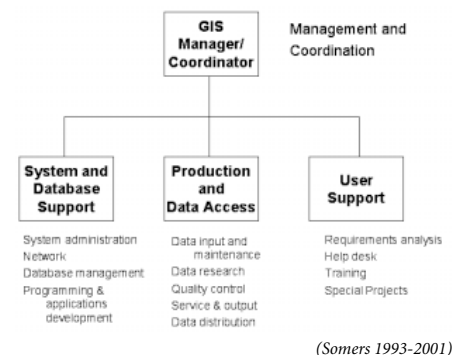 GIS
Manager/
Coordinator
Management and
Coordination
System and
Database
Support
Production
and
Data Access
User
Support
System administration
Network
Database management
Programming &
applications
development
Data input and
maintenance
Data research
Quality control
Service & output
Data distribution
Requirements analysis
Help desk
Training
Special Projects
(Somers 1993-2001)